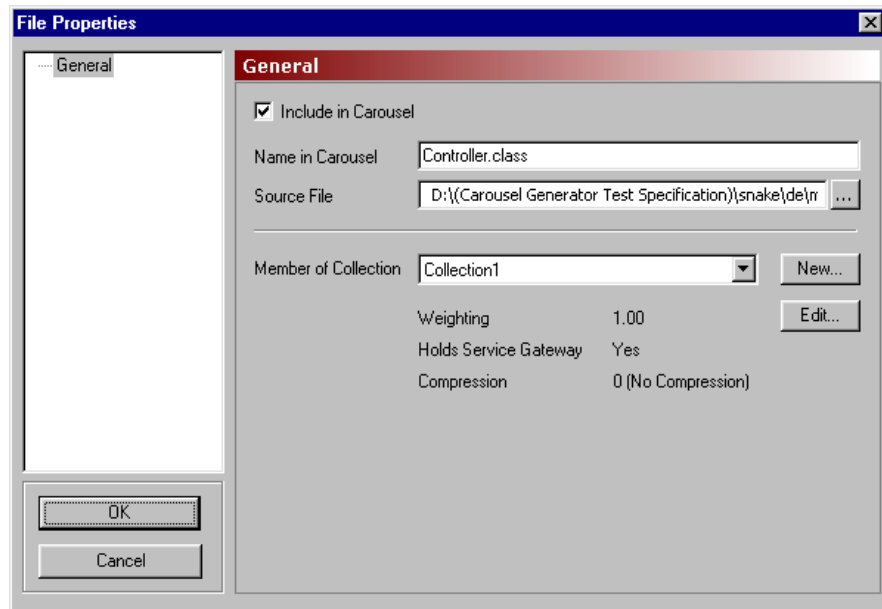 File Properties
General
General
Include in Carousel
Name in Carousel Controller.class
Source File D:\(Carousel Generator Test Specification)\snake\de\m ...
Member of Collection Collection1 New...
Weighting 1.00 Edit...
Holds Service Gateway Yes
Compression 0 (No Compression)
OK
Cancel